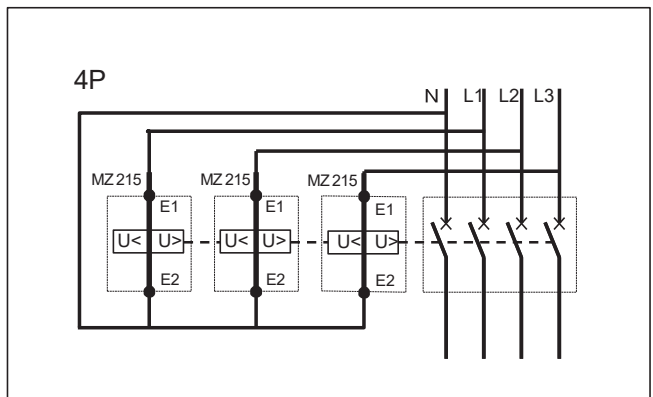 4P
N L1 L2 L3
MZ 215 MZ 215 MZ 215
E1 E1 E1
U< U> U< U> U< U>
E2 E2 E2